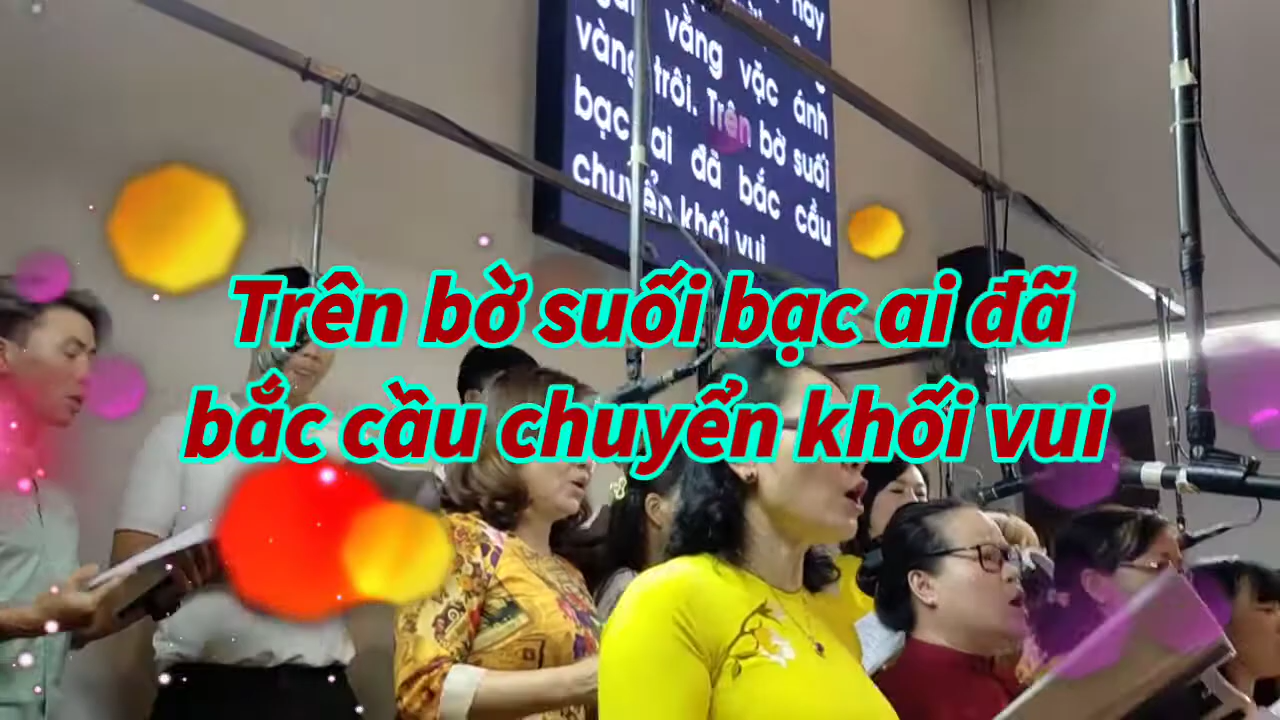 này
vằng vặc ánh
vàng trôi. Trên bờ suối
bạc ai đã bắc cầu
chuyển khối vui
Trên bờ suối bạc ai đã
bắc cầu chuyển khối vui